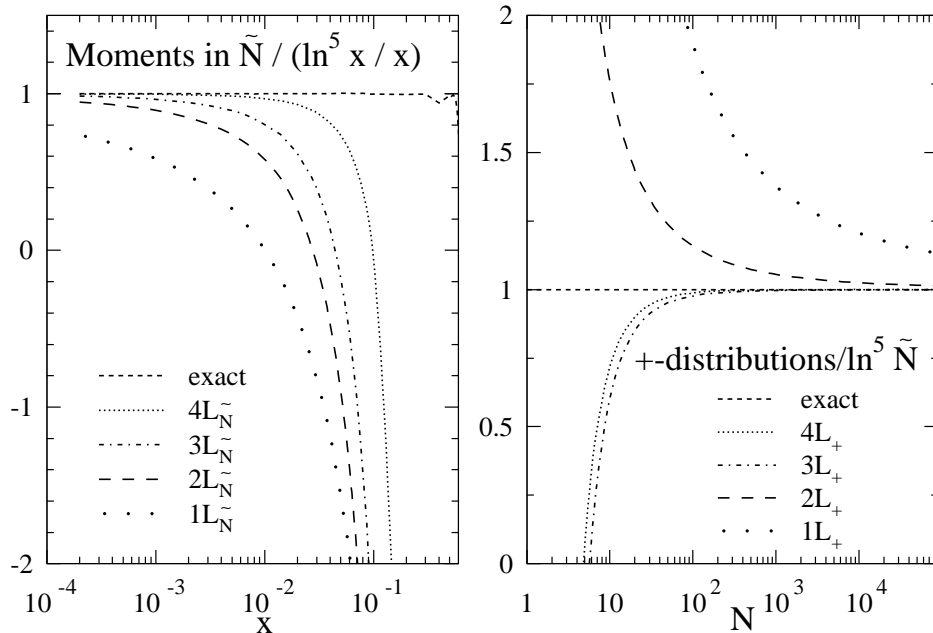 Moments in Ñ / (ln⁵ x / x)
1
0
-1
-2
exact
4L_Ñ
3L_Ñ
2L_Ñ
1L_Ñ
10⁻⁴
10⁻³
10⁻²
10⁻¹
x
2
1.5
1
0.5
0
+-distributions/ln⁵ Ñ
exact
4L₊
3L₊
2L₊
1L₊
1
10
10²
10³
10⁴
N